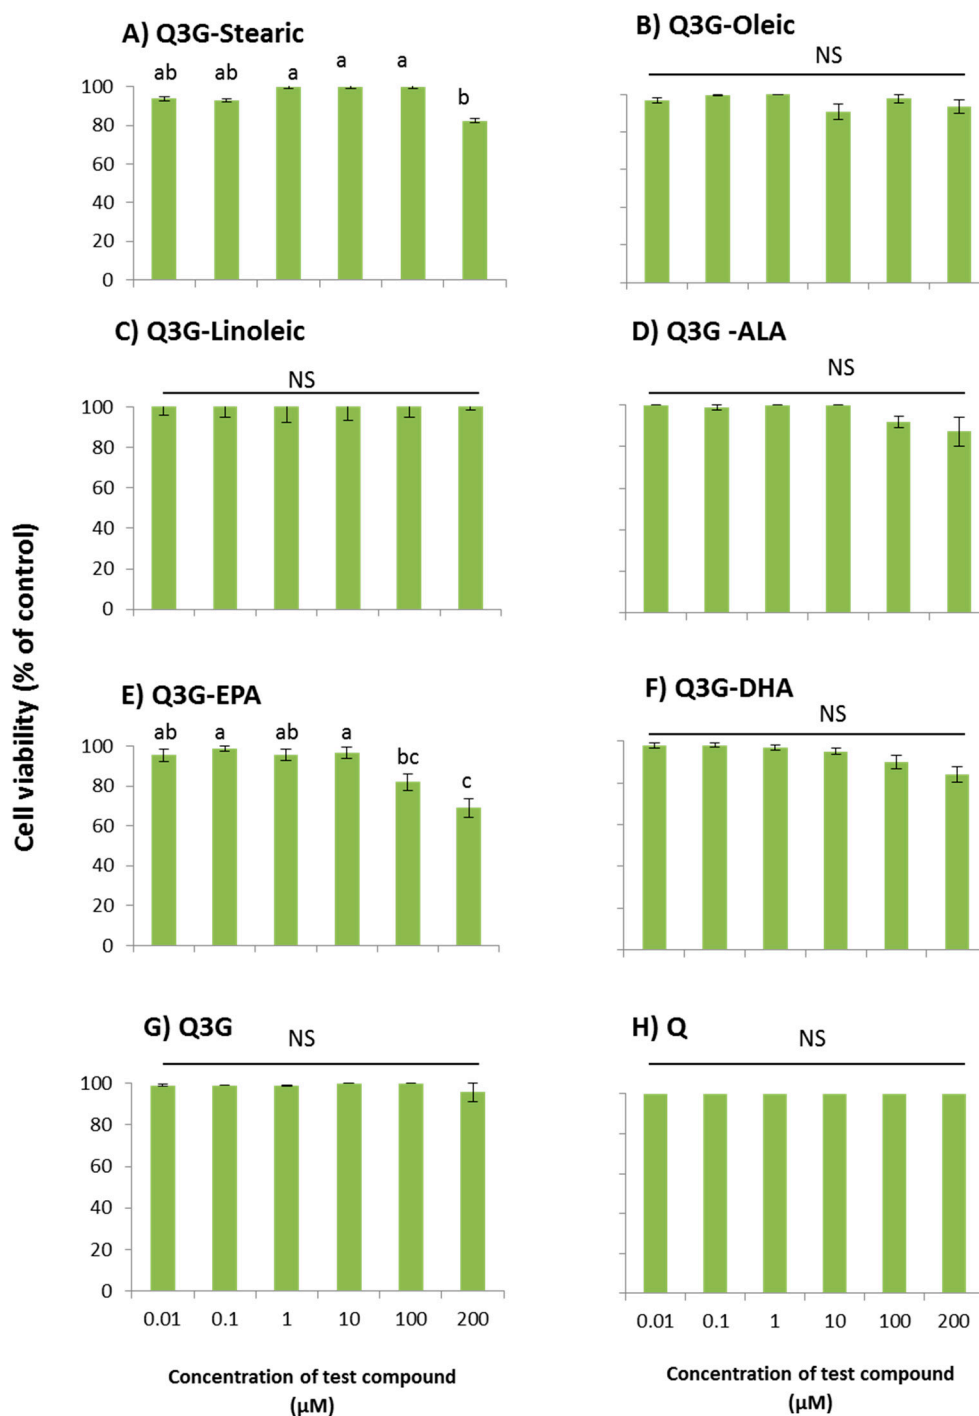 A) Q3G-Stearic
ab ab a a a b
100
80
60
40
20
0
B) Q3G-Oleic
NS
C) Q3G-Linoleic
NS
100
80
60
40
20
0
D) Q3G -ALA
NS
Cell viability (% of control)
E) Q3G-EPA
ab a ab a bc c
100
80
60
40
20
0
F) Q3G-DHA
NS
G) Q3G
NS
100
80
60
40
20
0
0.01 0.1 1 10 100 200
Concentration of test compound
(µM)
H) Q
NS
0.01 0.1 1 10 100 200
Concentration of test compound
(µM)